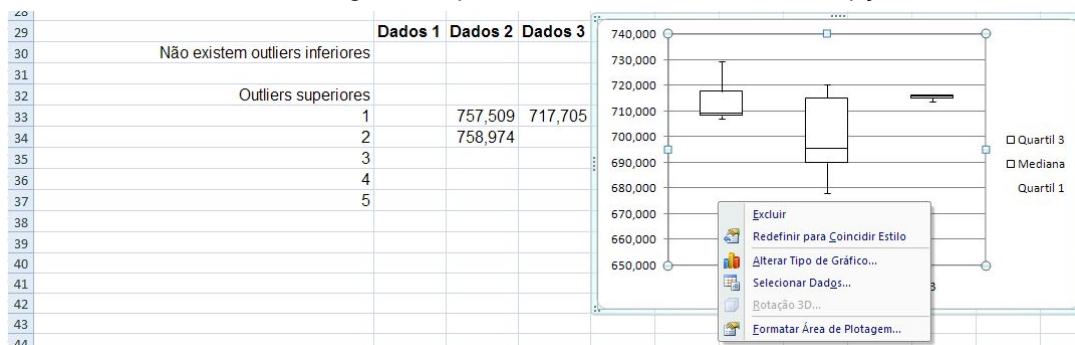 28
29 Dados 1 Dados 2 Dados 3
30 Não existem outliers inferiores
31
32 Outliers superiores
33 1 757,509 717,705
34 2 758,974
35 3
36 4
37 5
38
39
40
41
42
43
44
740,000
730,000
720,000
710,000
700,000
690,000
680,000
670,000
660,000
650,000
Quartil 3
Mediana
Quartil 1
Excluir
Redefinir para Coincidir Estilo
Alterar Tipo de Gráfico...
Selecionar Dados...
Rotação 3D...
Formatar Área de Plotagem...